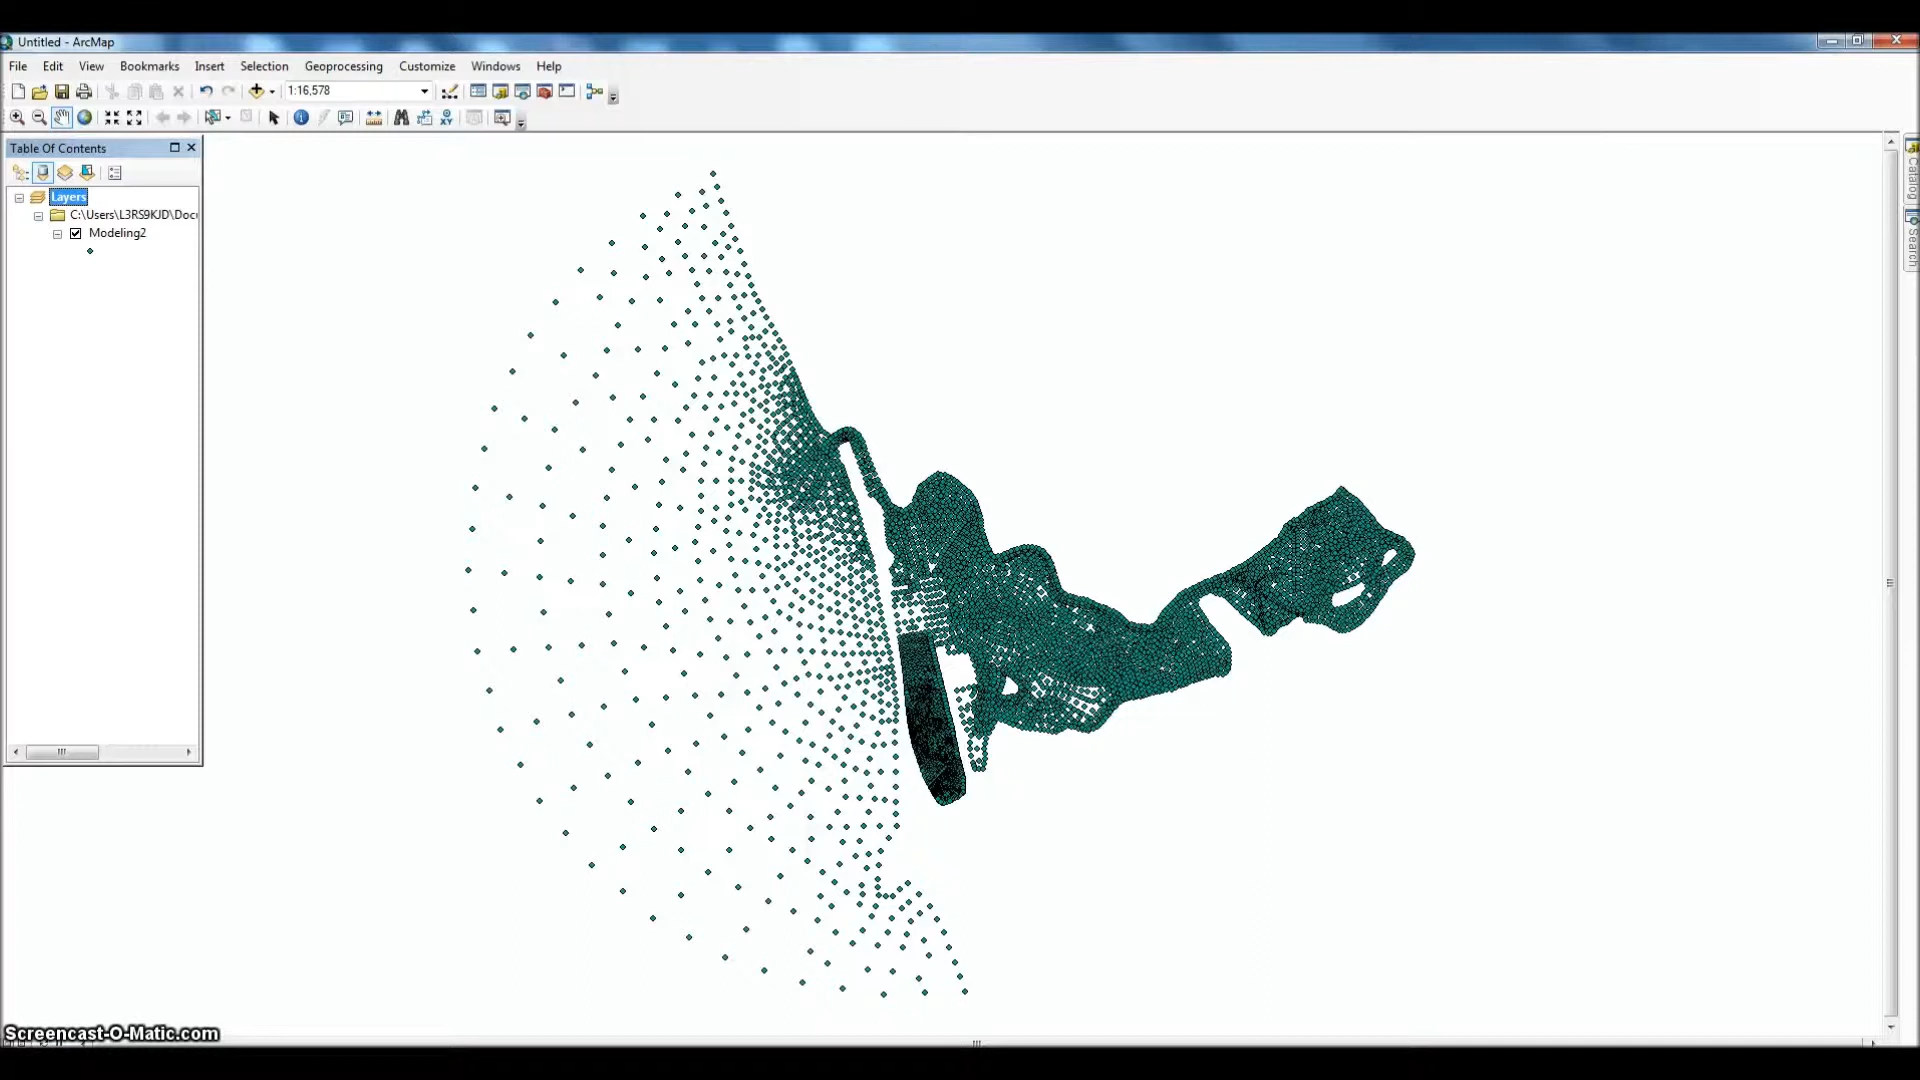 Untitled - ArcMap
File Edit View Bookmarks Insert Selection Geoprocessing Customize Windows Help
1:16,578
Table Of Contents
Layers
C:\Users\L3RS9KJD\Docu
Modeling2
Catalog
Search
Screencast-O-Matic.com